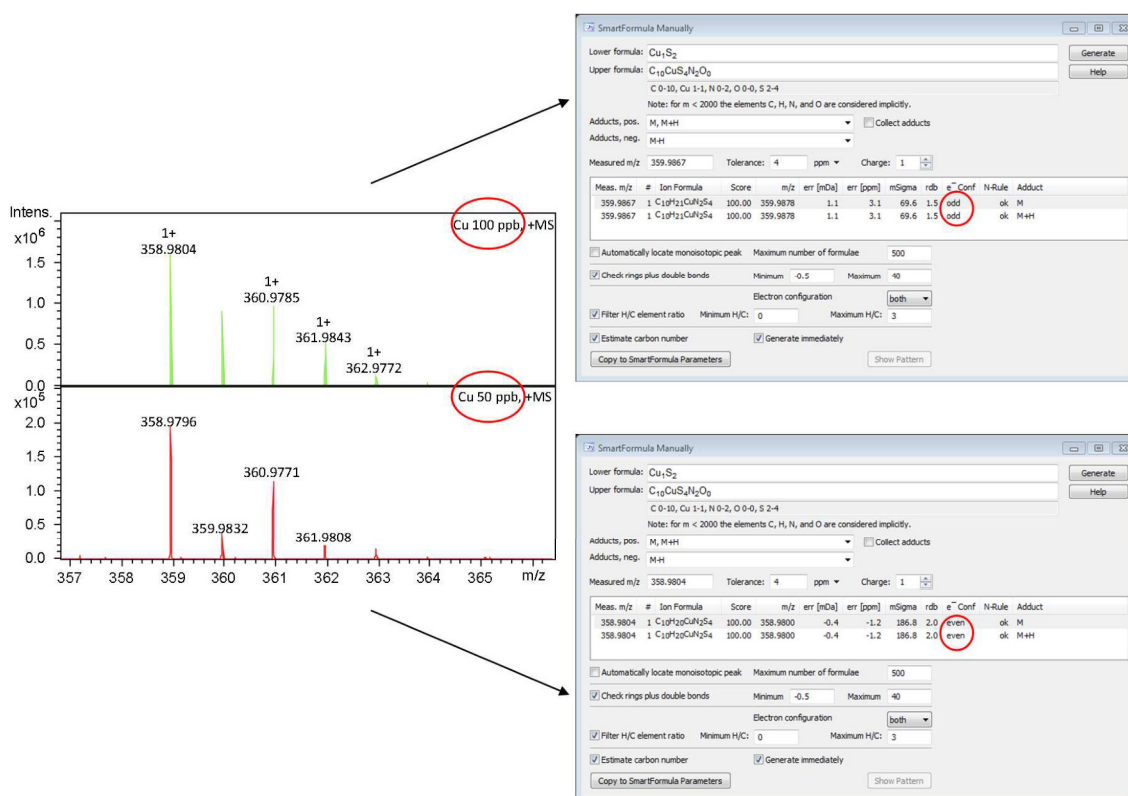 Intens.
x10⁶
Cu 100 ppb, +MS
1+
358.9804
1+
360.9785
1+
361.9843
1+
362.9772
1.5
1.0
0.5
0.0
x10⁵
Cu 50 ppb, +MS
358.9796
360.9771
359.9832
361.9808
2.0
1.5
1.0
0.5
0.0
357 358 359 360 361 362 363 364 365 m/z
SmartFormula Manually
Lower formula: Cu₁S₂ Generate
Upper formula: C₁₀CuS₄N₂O₀ Help
C 0-10, Cu 1-1, N 0-2, O 0-0, S 2-4
Note: for m < 2000 the elements C, H, N, and O are considered implicitly.
Adducts, pos. M, M+H Collect adducts
Adducts, neg. M-H
Measured m/z 359.9867 Tolerance: 4 ppm Charge: 1
Meas. m/z # Ion Formula Score m/z err [mDa] err [ppm] mSigma rdb e⁻ Conf N-Rule Adduct
359.9867 1 C₁₀H₂₁CuN₂S₄ 100.00 359.9878 1.1 3.1 69.6 1.5 odd ok M
359.9867 1 C₁₀H₂₁CuN₂S₄ 100.00 359.9878 1.1 3.1 69.6 1.5 odd ok M+H
Automatically locate monoisotopic peak Maximum number of formulae 500
Check rings plus double bonds Minimum -0.5 Maximum 40
Electron configuration both
Filter H/C element ratio Minimum H/C: 0 Maximum H/C: 3
Estimate carbon number Generate immediately
Copy to SmartFormula Parameters Show Pattern
SmartFormula Manually
Lower formula: Cu₁S₂ Generate
Upper formula: C₁₀CuS₄N₂O₀ Help
C 0-10, Cu 1-1, N 0-2, O 0-0, S 2-4
Note: for m < 2000 the elements C, H, N, and O are considered implicitly.
Adducts, pos. M, M+H Collect adducts
Adducts, neg. M-H
Measured m/z 358.9804 Tolerance: 4 ppm Charge: 1
Meas. m/z # Ion Formula Score m/z err [mDa] err [ppm] mSigma rdb e⁻ Conf N-Rule Adduct
358.9804 1 C₁₀H₂₀CuN₂S₄ 100.00 358.9800 -0.4 -1.2 186.8 2.0 even ok M
358.9804 1 C₁₀H₂₀CuN₂S₄ 100.00 358.9800 -0.4 -1.2 186.8 2.0 even ok M+H
Automatically locate monoisotopic peak Maximum number of formulae 500
Check rings plus double bonds Minimum -0.5 Maximum 40
Electron configuration both
Filter H/C element ratio Minimum H/C: 0 Maximum H/C: 3
Estimate carbon number Generate immediately
Copy to SmartFormula Parameters Show Pattern